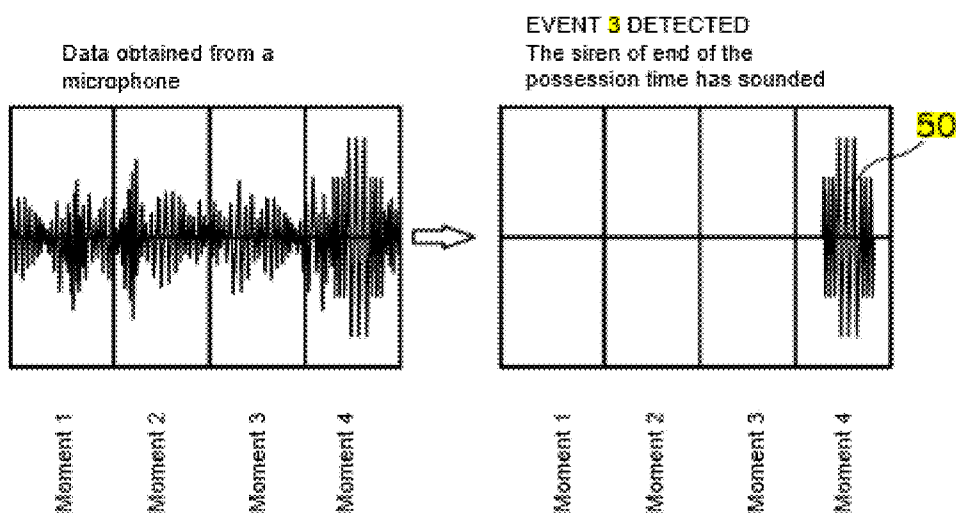 Data obtained from a
microphone
EVENT 3 DETECTED
The siren of end of the
possession time has sounded
50
Moment 1
Moment 2
Moment 3
Moment 4
Moment 1
Moment 2
Moment 3
Moment 4